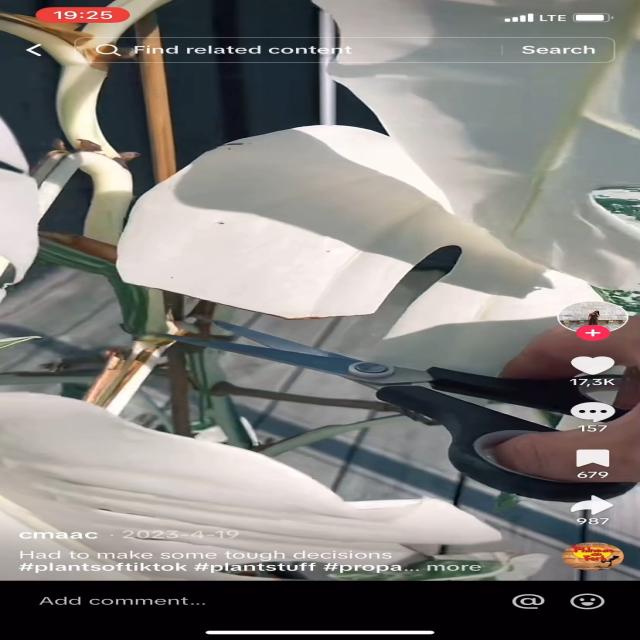 19:25
LTE
Find related content
Search
17,3K
157
679
987
cmaac · 2023-4-19
Had to make some tough decisions
#plantsoftiktok #plantstuff #propa... more
Add comment...